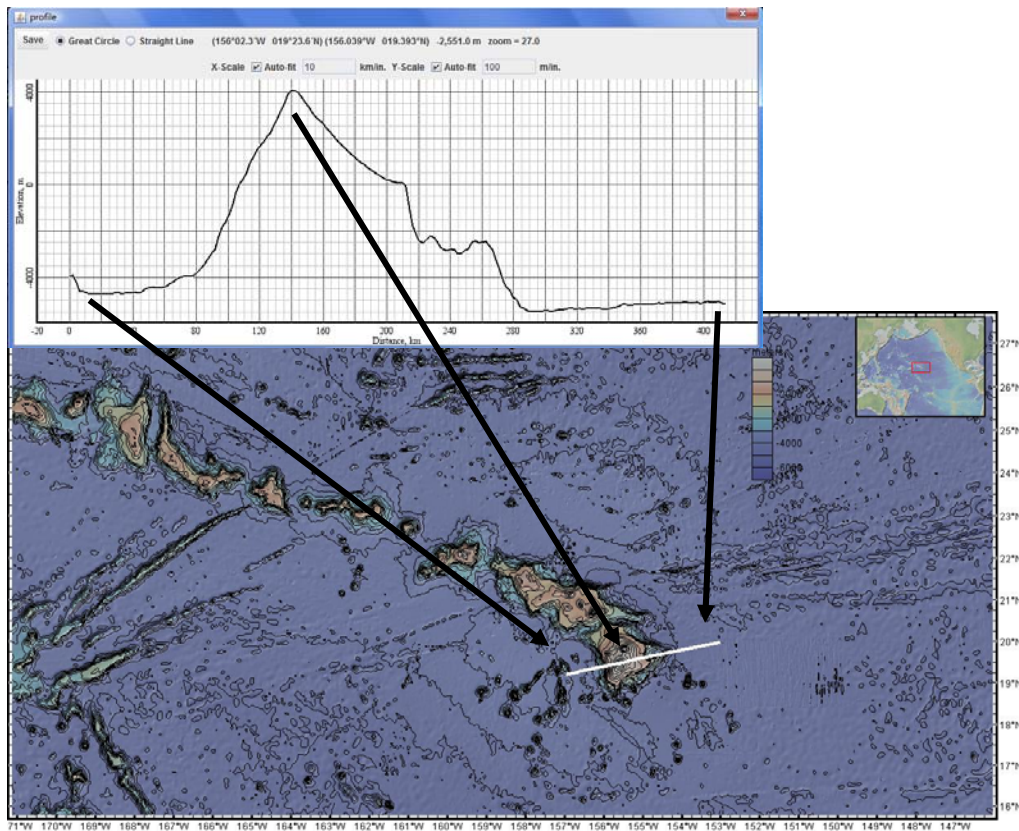 profile
Save Great Circle Straight Line (156°02.3'W 019°23.6'N) (156.039°W 019.393°N) -2,551.0 m zoom = 27.0
X-Scale Auto-fit 10 km/in. Y-Scale Auto-fit 100 m/in.
4000
0
-4000
Elevation, m
-20 0 40 80 120 160 200 240 280 320 360 400
Distance, km
27°N
26°N
25°N
-4000
24°N
23°N
22°N
21°N
20°N
19°N
18°N
17°N
16°N
71°W 170°W 169°W 168°W 167°W 166°W 165°W 164°W 163°W 162°W 161°W 160°W 159°W 158°W 157°W 156°W 155°W 154°W 153°W 152°W 151°W 150°W 149°W 148°W 147°W